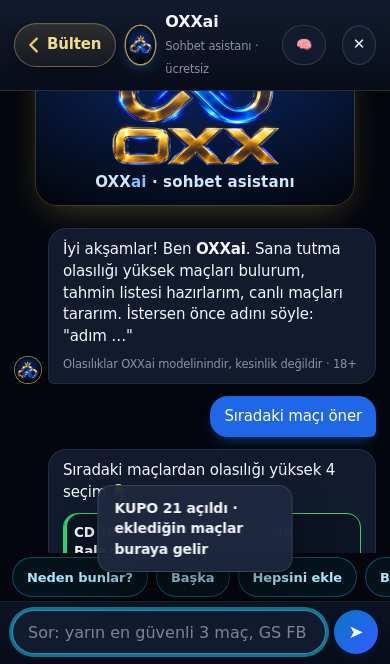 Bülten
OXXai
Sohbet asistanı ·
ücretsiz
OXX
OXXai · sohbet asistanı
İyi akşamlar! Ben OXXai. Sana tutma
olasılığı yüksek maçları bulurum,
tahmin listesi hazırlarım, canlı maçları
tararım. İstersen önce adını söyle:
"adım ..."
Olasılıklar OXXai modelinindir, kesinlik değildir · 18+
Sıradaki maçı öner
Sıradaki maçlardan olasılığı yüksek 4
seçim
CD
KUPO 21 açıldı ·
eklediğin maçlar
buraya gelir
Neden bunlar?
Başka
Hepsini ekle
Sor: yarın en güvenli 3 maç, GS FB